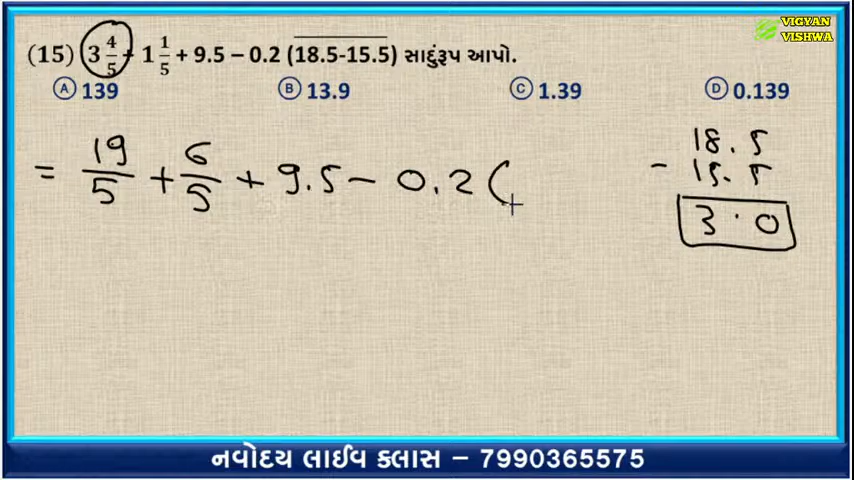 VIGYAN
VISHWA
(15) 3 4/5 + 1 1/5 + 9.5 – 0.2 (18.5-15.5) સાદુંરૂપ આપો.
Ⓐ 139 Ⓑ 13.9 Ⓒ 1.39 Ⓓ 0.139
= 19/5 + 6/5 + 9.5 – 0.2 (
18.5
- 15.5
3.0
નવોદય લાઈવ ક્લાસ – 7990365575